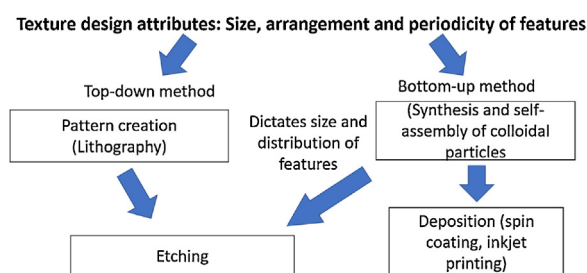 Texture design attributes: Size, arrangement and periodicity of features
Top-down method
Bottom-up method
Pattern creation
(Lithography)
Dictates size and
distribution of
features
(Synthesis and self-
assembly of colloidal
particles
Etching
Deposition (spin
coating, inkjet
printing)